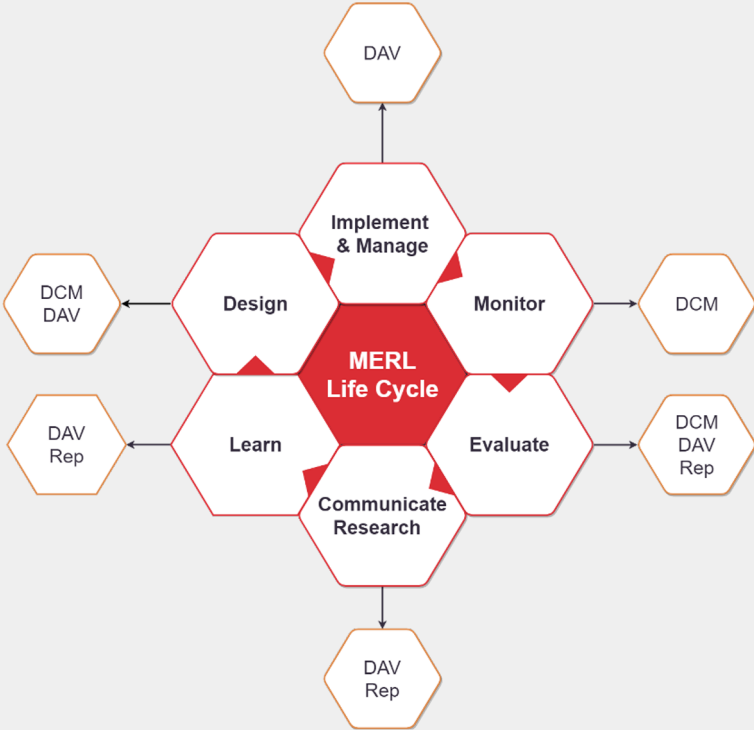 DAV
Implement
& Manage
DCM
DAV
Design
Monitor
DCM
MERL
Life Cycle
DAV
Rep
Learn
Evaluate
DCM
DAV
Rep
Communicate
Research
DAV
Rep